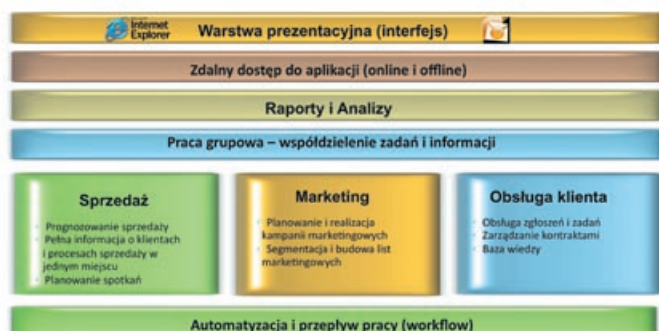 Internet
Explorer
Warstwa prezentacyjna (interfejs)
Zdalny dostęp do aplikacji (online i offline)
Raporty i Analizy
Praca grupowa – współdzielenie zadań i informacji
Sprzedaż
Prognozowanie sprzedaży
Pełna informacja o klientach
i procesach sprzedaży w
jednym miejscu
Planowanie spotkań
Marketing
Planowanie i realizacja
kampanii marketingowych
Segmentacja i budowa list
marketingowych
Obsługa klienta
Obsługa zgłoszeń i zadań
Zarządzanie kontraktami
Baza wiedzy
Automatyzacja i przepływ pracy (workflow)